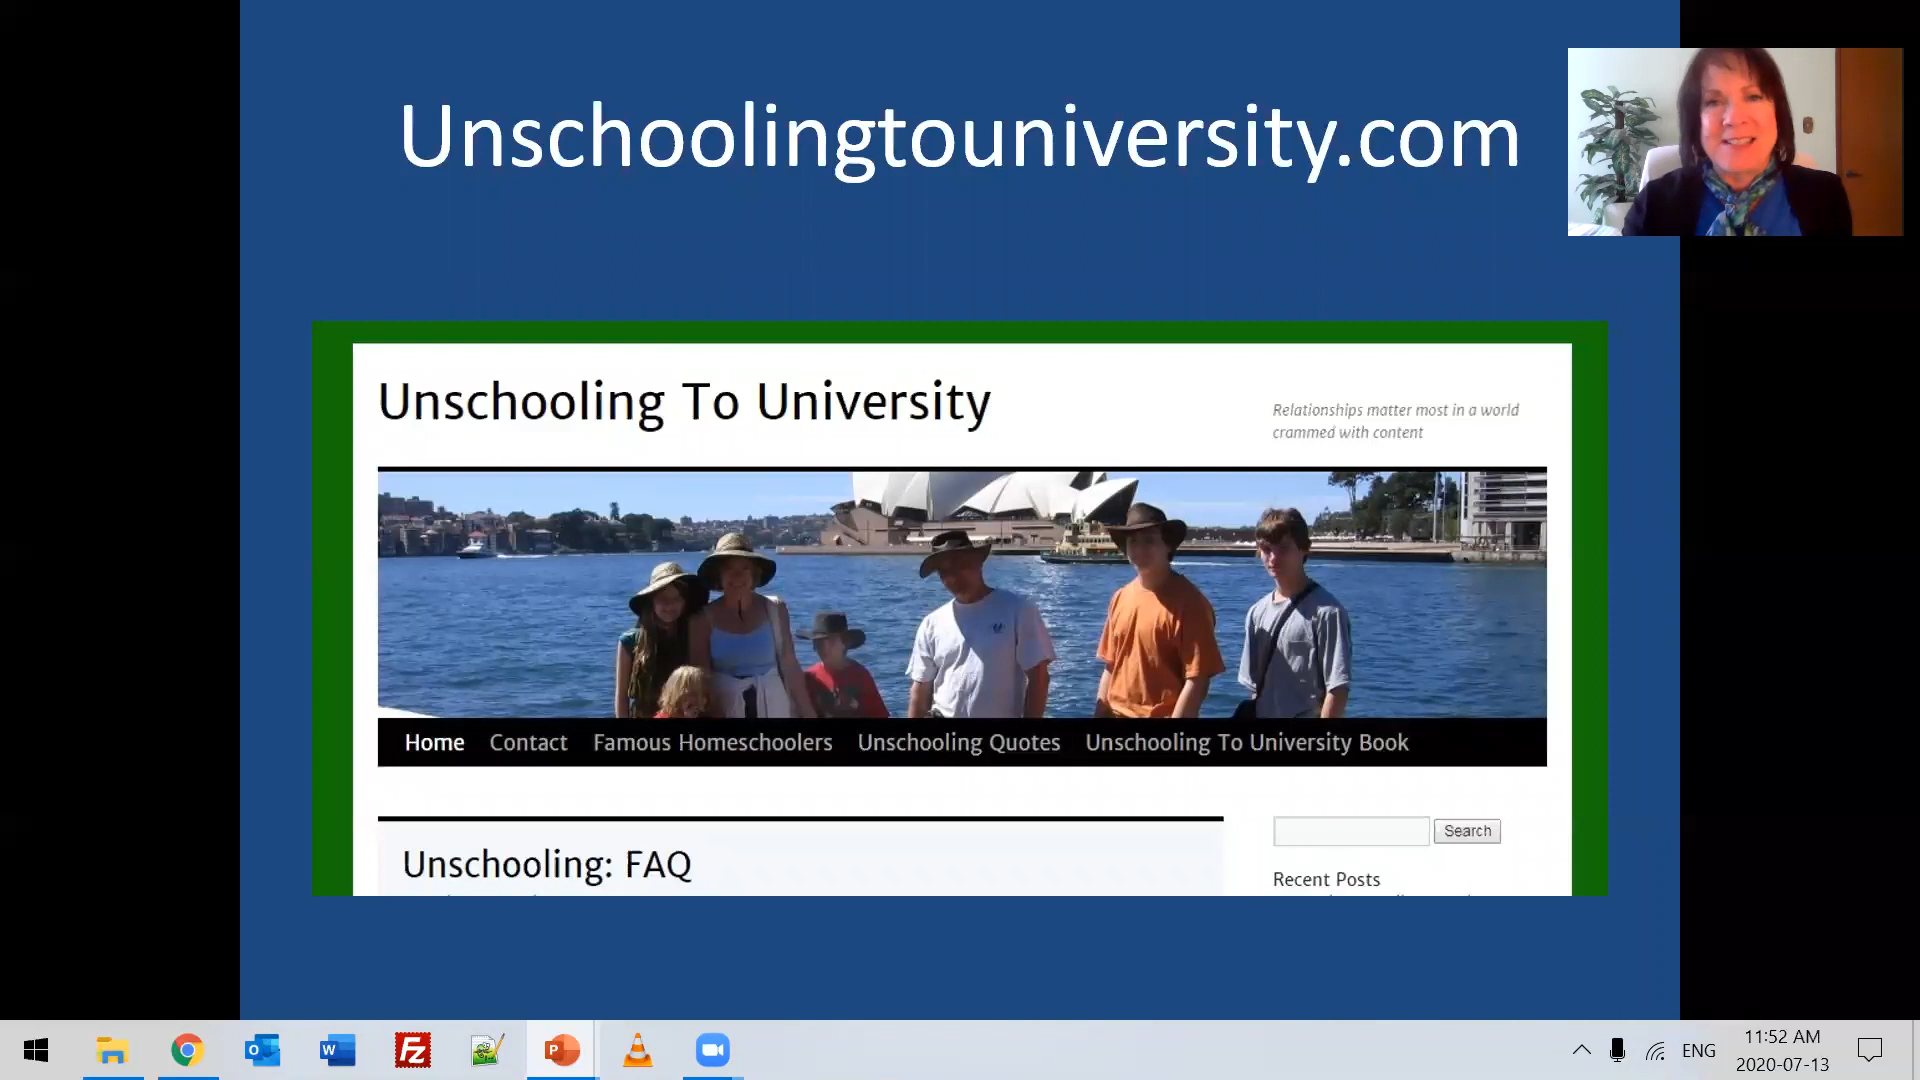 Unschoolingtouniversity.com
Unschooling To University
Relationships matter most in a world
crammed with content
Home Contact Famous Homeschoolers Unschooling Quotes Unschooling To University Book
Search
Unschooling: FAQ
Recent Posts
11:52 AM
ENG
2020-07-13